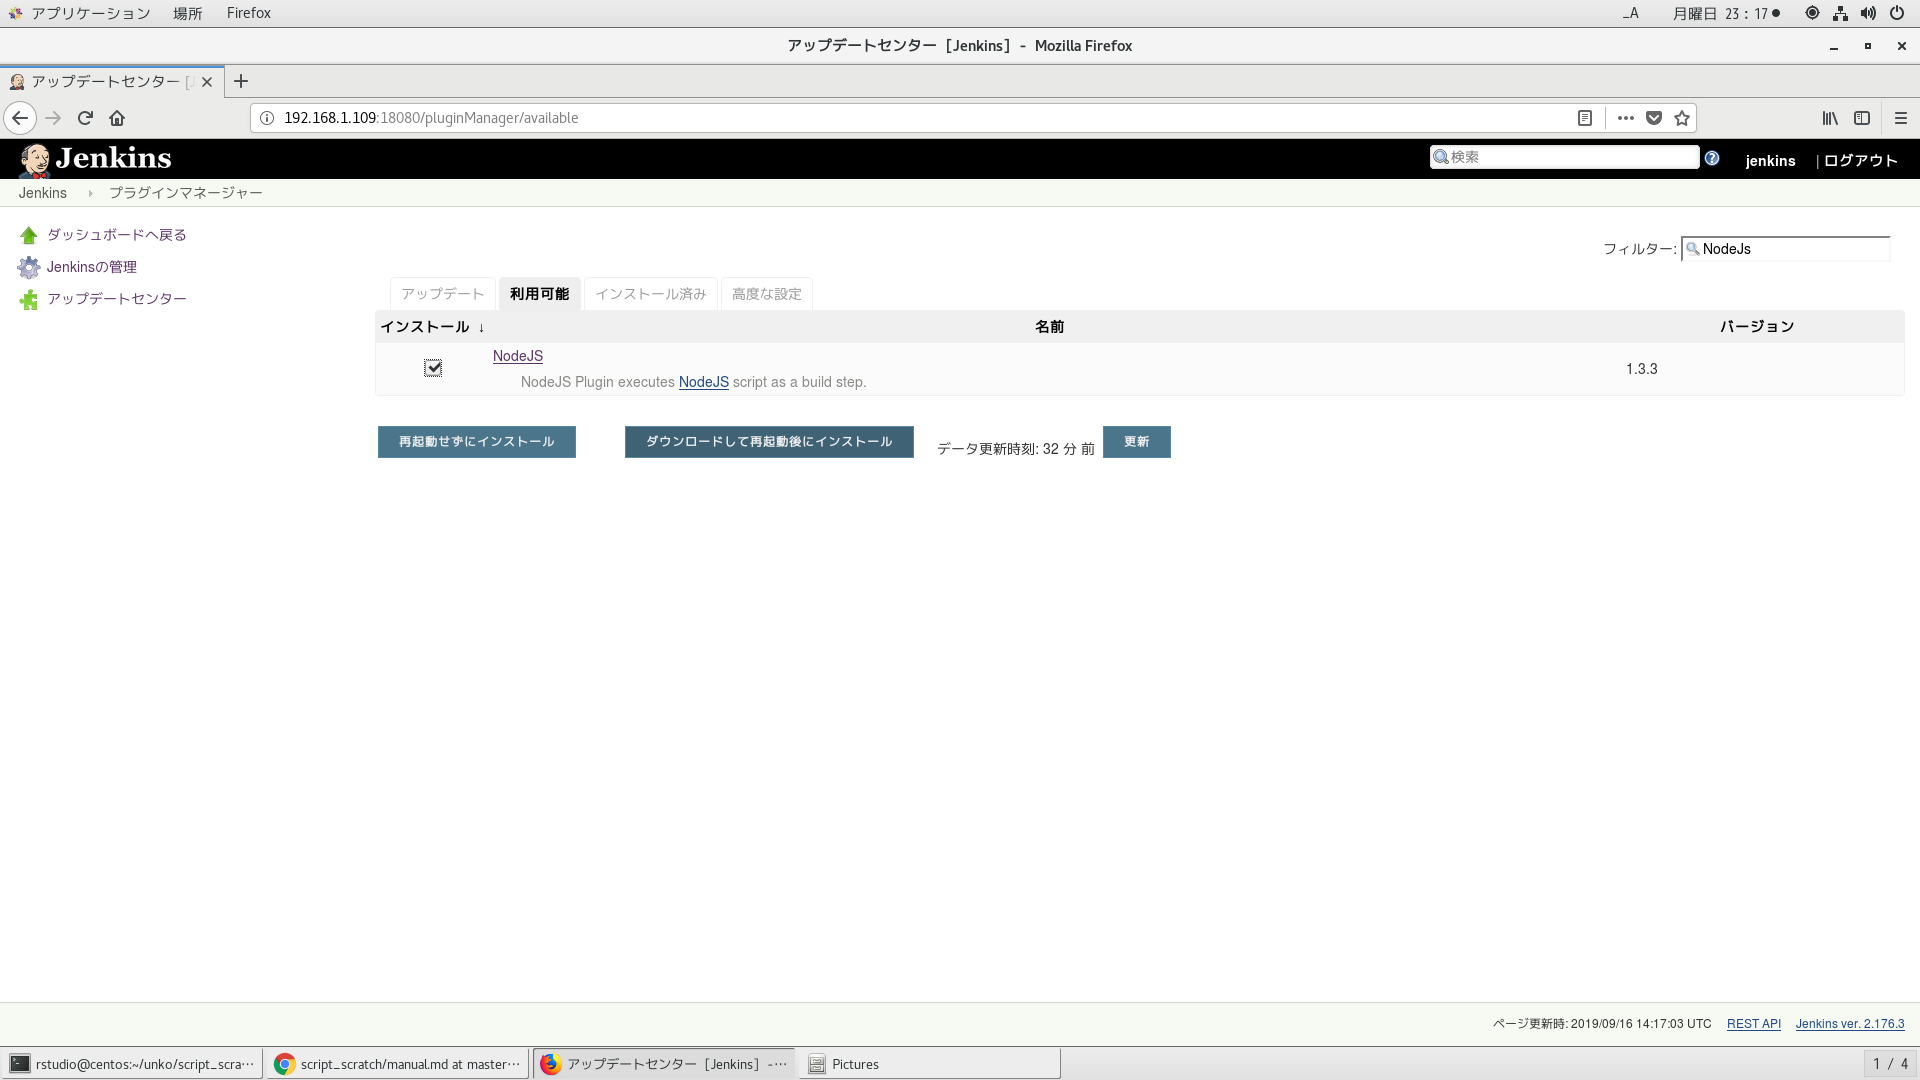 アプリケーション 場所 Firefox _A 月曜日 23 : 17
アップデートセンター [Jenkins] - Mozilla Firefox
アップデートセンター [J
192.168.1.109:18080/pluginManager/available
Jenkins 検索 jenkins | ログアウト
Jenkins プラグインマネージャー
ダッシュボードへ戻る
Jenkinsの管理
アップデートセンター
フィルター: NodeJs
アップデート 利用可能 インストール済み 高度な設定
インストール ↓ 名前 バージョン
NodeJS
NodeJS Plugin executes NodeJS script as a build step.
1.3.3
再起動せずにインストール ダウンロードして再起動後にインストール データ更新時刻: 32 分 前 更新
ページ更新時: 2019/09/16 14:17:03 UTC REST API Jenkins ver. 2.176.3
rstudio@centos:~/unko/script_scra… script_scratch/manual.md at master… アップデートセンター [Jenkins] -… Pictures 1 / 4